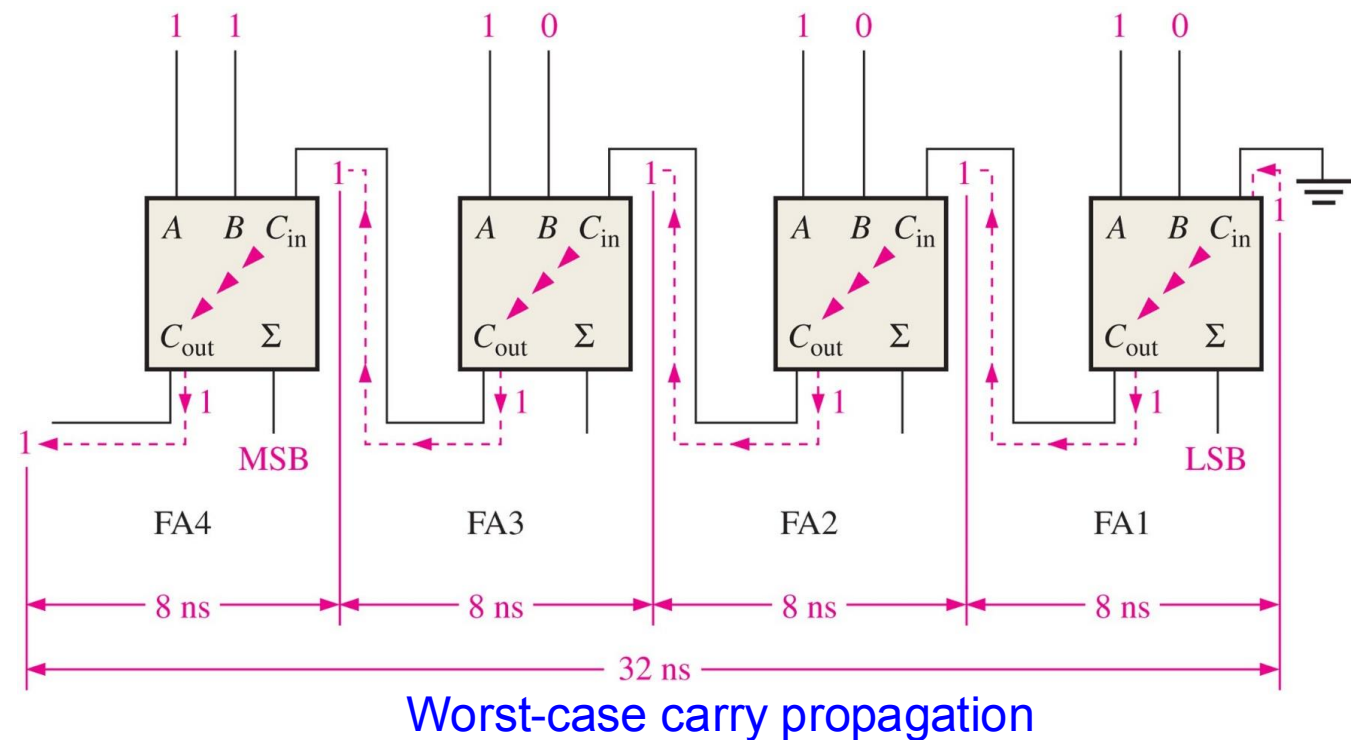 1 1 1 0 1 0 1 0
1 1 1 1
A B Cin A B Cin A B Cin A B Cin
Cout Σ Cout Σ Cout Σ Cout Σ
1 1 1 1
1 MSB LSB
FA4 FA3 FA2 FA1
8 ns 8 ns 8 ns 8 ns
32 ns
Worst-case carry propagation